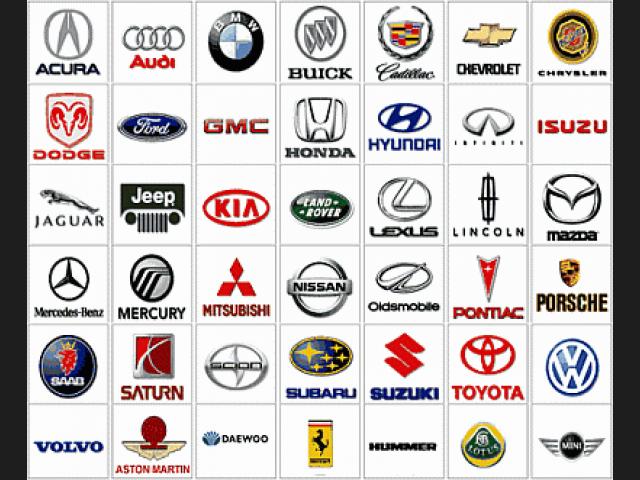 ACURA
Audi
BMW
BUICK
Cadillac
CHEVROLET
CHRYSLER
DODGE
Ford
GMC
HONDA
HYUNDAI
INFINITI
ISUZU
JAGUAR
Jeep
KIA
LAND-
ROVER
LEXUS
LINCOLN
mazda
Mercedes-Benz
MERCURY
MITSUBISHI
NISSAN
Oldsmobile
PONTIAC
PORSCHE
SAAB
SATURN
SCION
SUBARU
SUZUKI
TOYOTA
VOLVO
ASTON MARTIN
DAEWOO
HUMMER
LOTUS
MINI